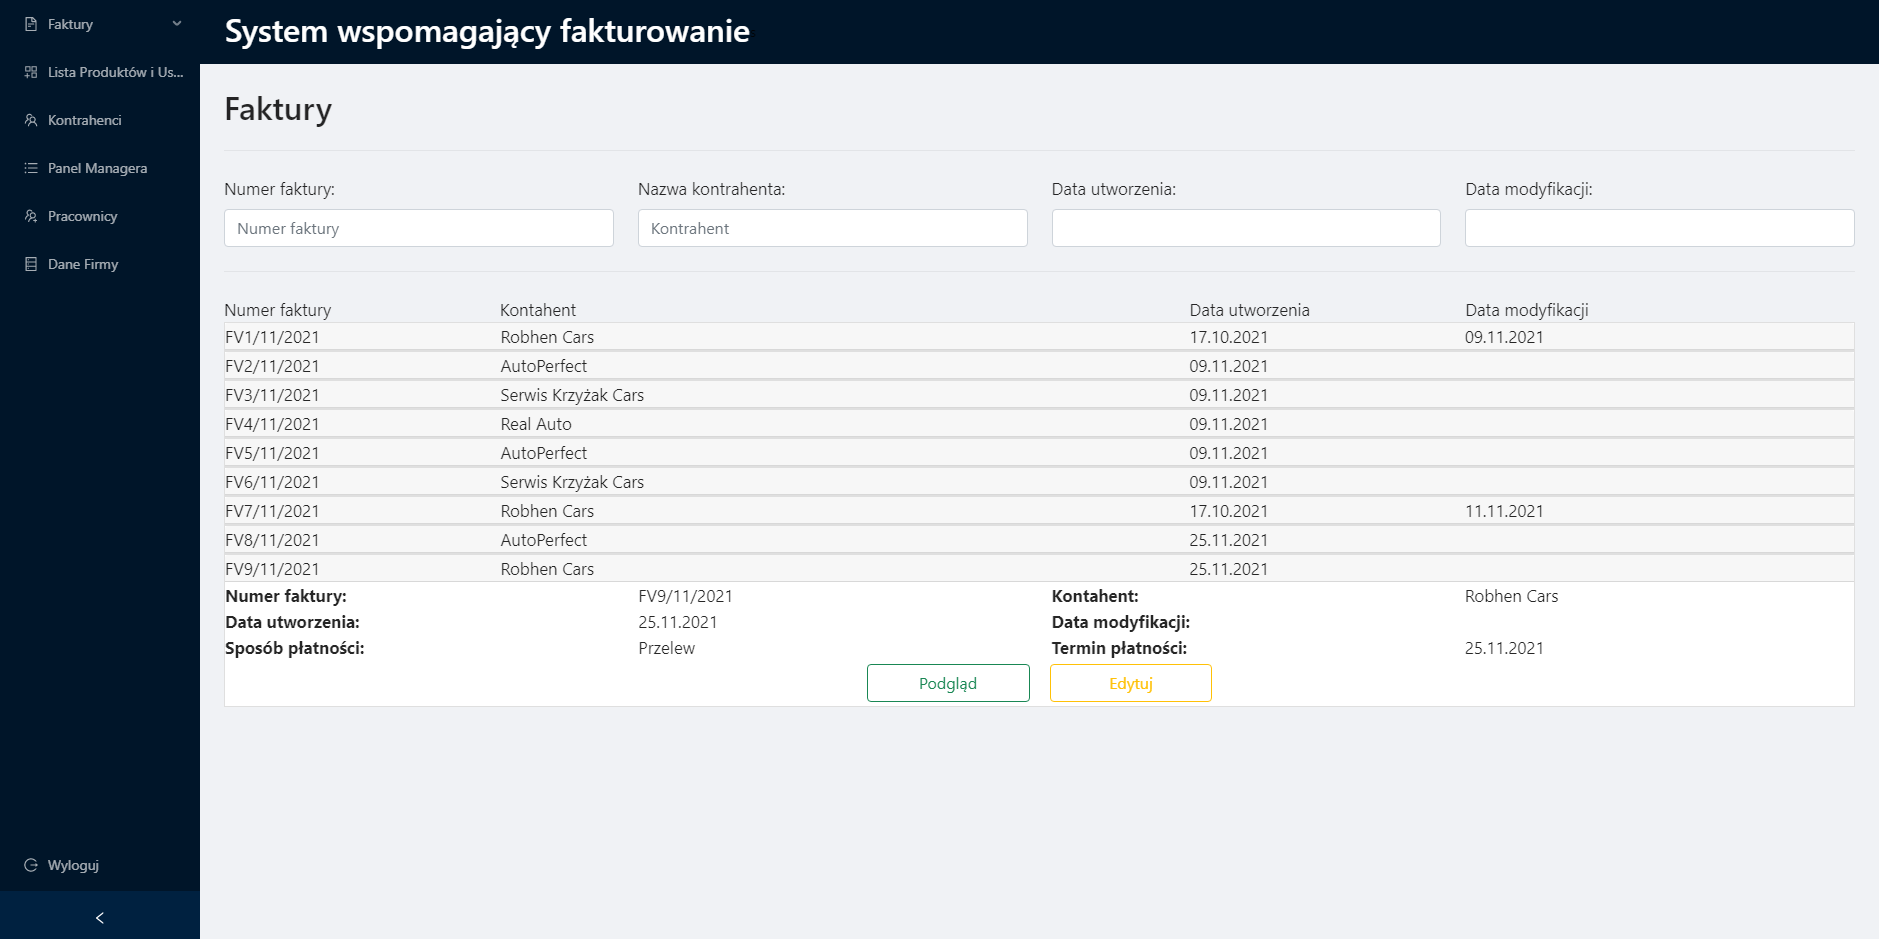 Faktury
Lista Produktów i Us...
Kontrahenci
Panel Managera
Pracownicy
Dane Firmy
Wyloguj
System wspomagający fakturowanie
Faktury
Numer faktury: Nazwa kontrahenta: Data utworzenia: Data modyfikacji:
Numer faktury Kontrahent
Numer faktury Kontahent Data utworzenia Data modyfikacji
FV1/11/2021 Robhen Cars 17.10.2021 09.11.2021
FV2/11/2021 AutoPerfect 09.11.2021
FV3/11/2021 Serwis Krzyżak Cars 09.11.2021
FV4/11/2021 Real Auto 09.11.2021
FV5/11/2021 AutoPerfect 09.11.2021
FV6/11/2021 Serwis Krzyżak Cars 09.11.2021
FV7/11/2021 Robhen Cars 17.10.2021 11.11.2021
FV8/11/2021 AutoPerfect 25.11.2021
FV9/11/2021 Robhen Cars 25.11.2021
Numer faktury: FV9/11/2021 Kontahent: Robhen Cars
Data utworzenia: 25.11.2021 Data modyfikacji:
Sposób płatności: Przelew Termin płatności: 25.11.2021
Podgląd Edytuj